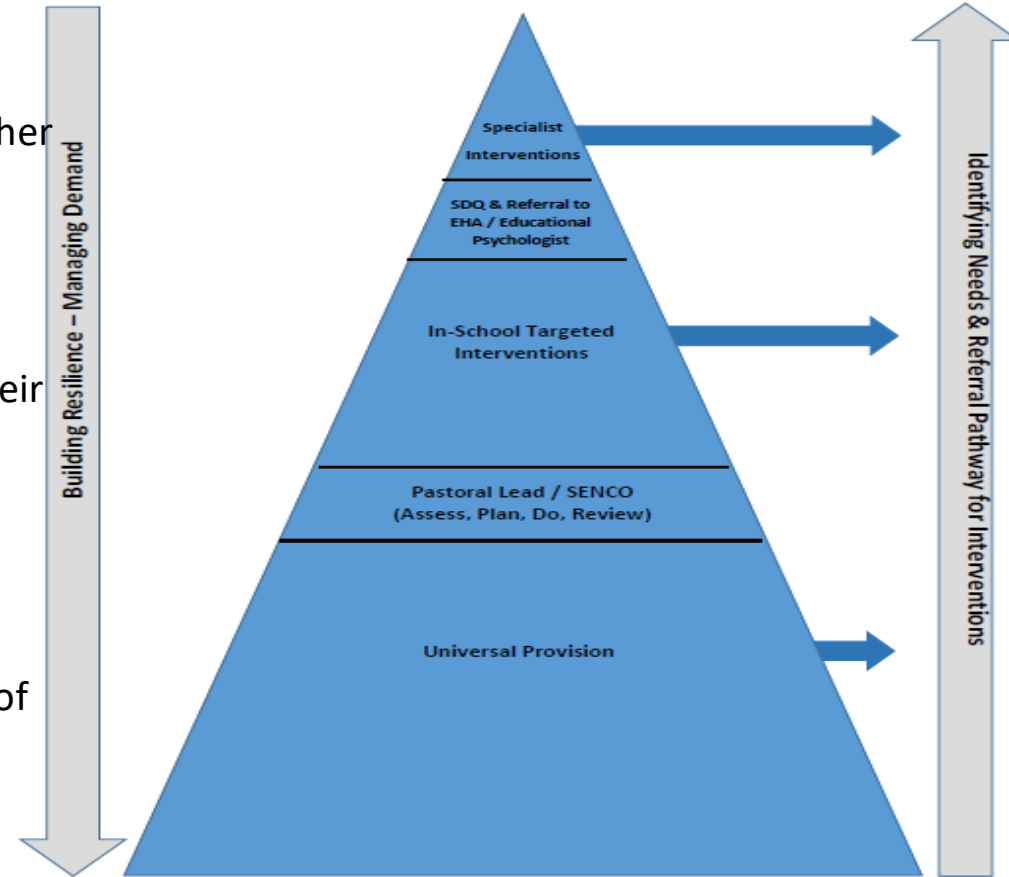 her
eir
of
Building Resilience – Managing Demand
Specialist
Interventions
SDQ & Referral to
EHA / Educational
Psychologist
In-School Targeted
Interventions
Pastoral Lead / SENCO
(Assess, Plan, Do, Review)
Universal Provision
Identifying Needs & Referral Pathway for Interventions